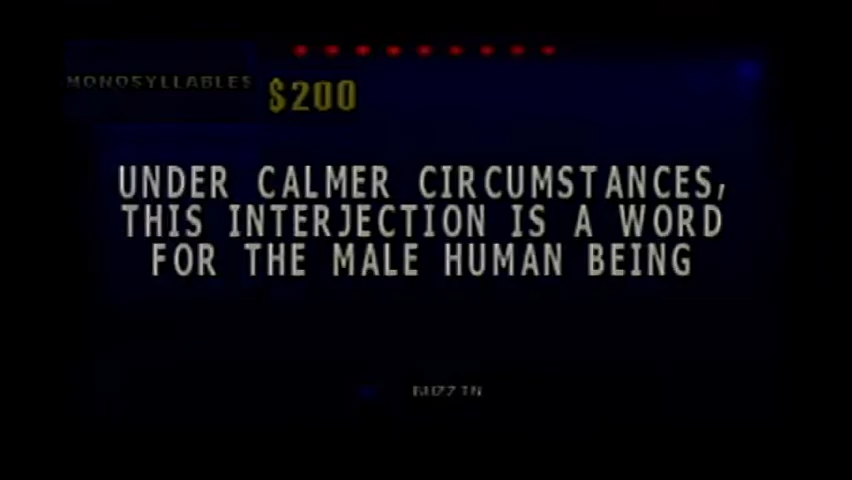 MONOSYLLABLES
$200
UNDER CALMER CIRCUMSTANCES,
THIS INTERJECTION IS A WORD
FOR THE MALE HUMAN BEING
BUZZ IN